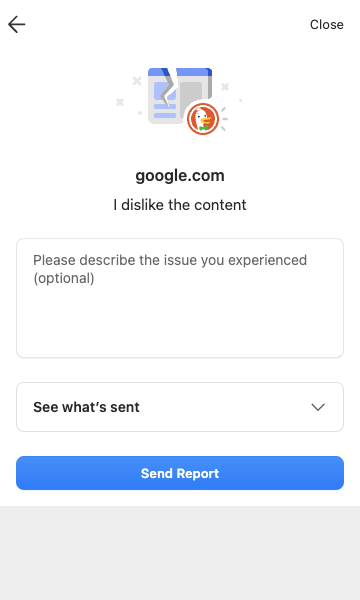 Close
google.com
I dislike the content
Please describe the issue you experienced
(optional)
See what's sent
Send Report